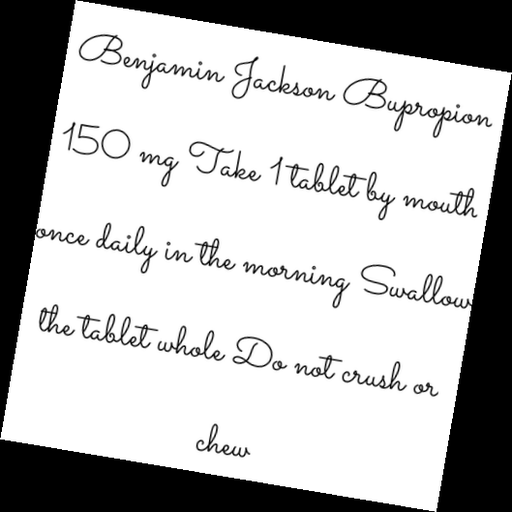 Benjamin Jackson Bupropion
150 mg Take 1 tablet by mouth
once daily in the morning Swallow
the tablet whole Do not crush or
chew